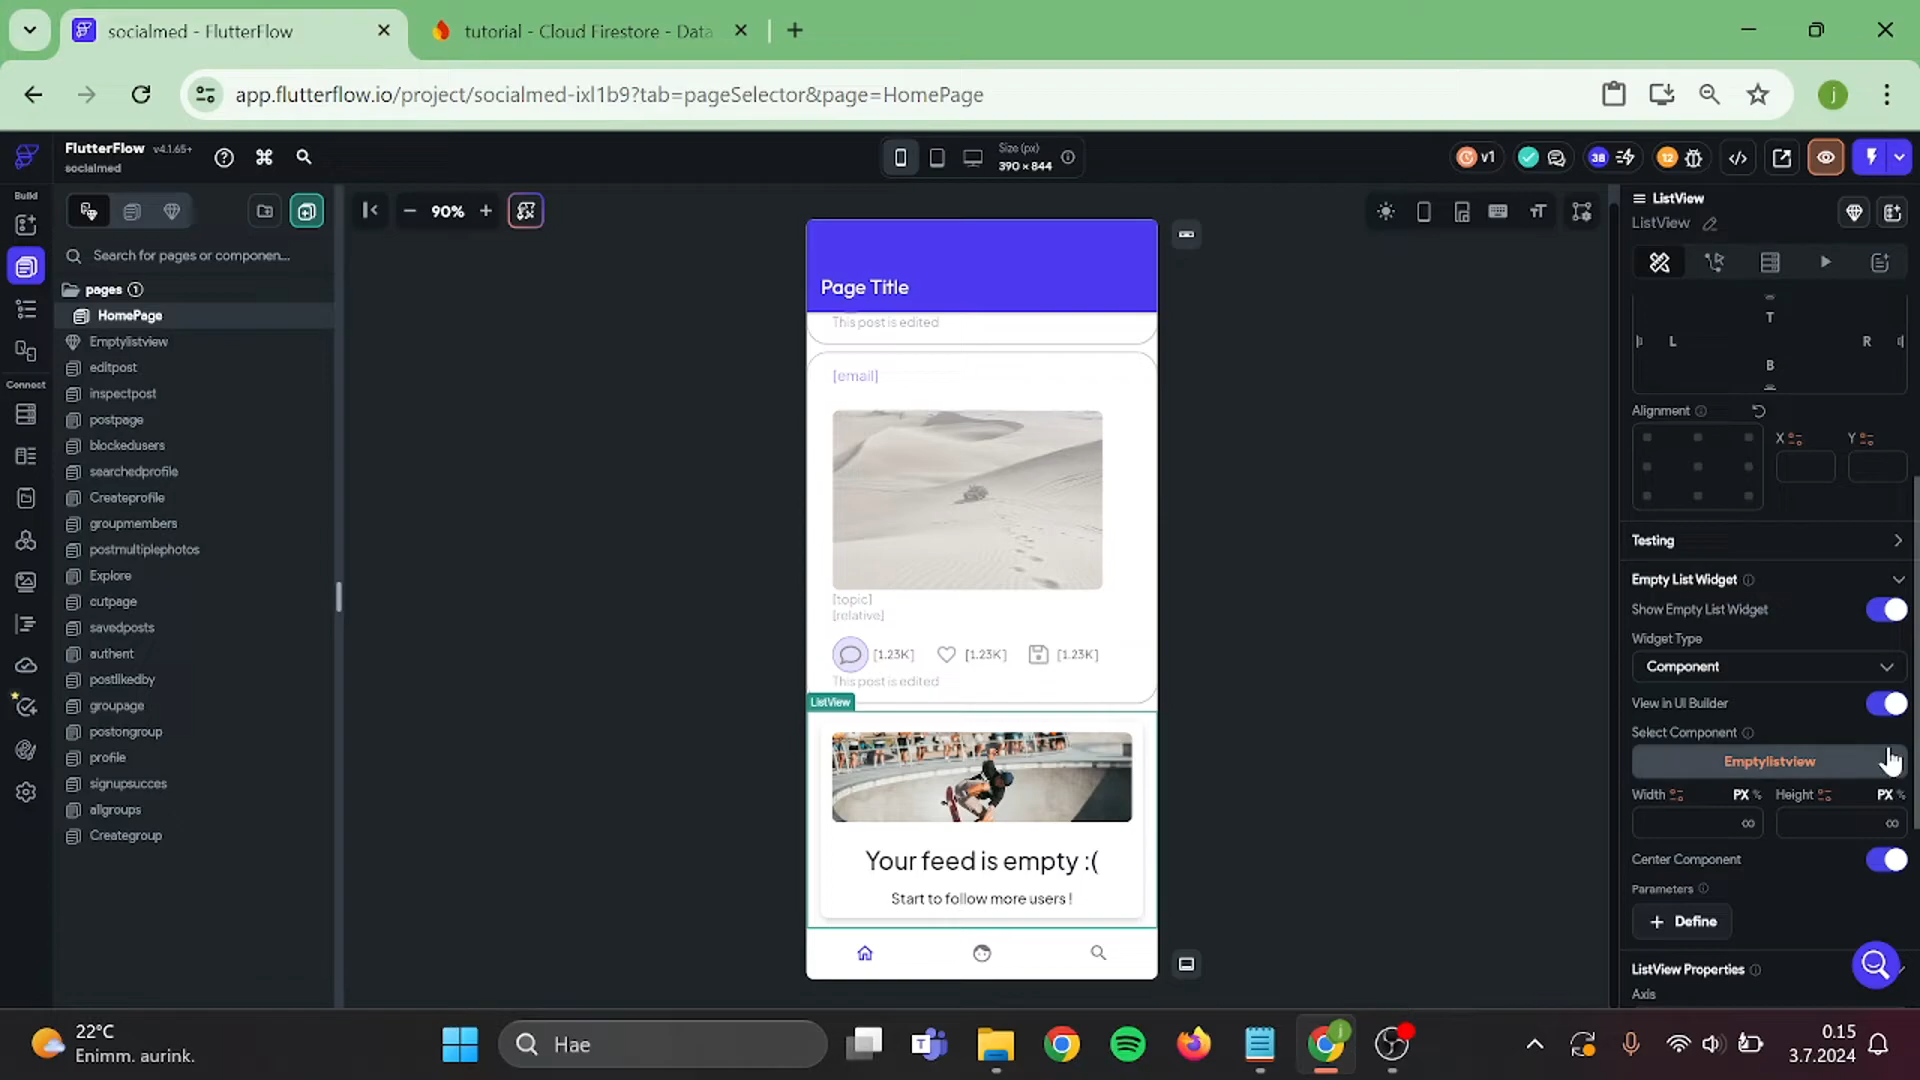 socialmed - FlutterFlow
tutorial - Cloud Firestore - Data
app.flutterflow.io/project/socialmed-ixl1b9?tab=pageSelector&page=HomePage
j
FlutterFlow v4.1.65+
socialmed
Size (px)
390 × 844
v1
38
12
Build
Connect
90%
Search for pages or componen...
pages 1
HomePage
Emptylistview
editpost
inspectpost
postpage
blockedusers
searchedprofile
Createprofile
groupmembers
postmultiplephotos
Explore
cutpage
savedposts
authent
postlikedby
groupage
postongroup
profile
signupsucces
allgroups
Creategroup
Page Title
This post is edited
[email]
[topic]
[relative]
[1.23K] [1.23K] [1.23K]
This post is edited
ListView
Your feed is empty :(
Start to follow more users !
ListView
ListView
T
L R
B
Alignment
X Y
Testing
Empty List Widget
Show Empty List Widget
Widget Type
Component
View in UI Builder
Select Component
Emptylistview
Width PX % Height PX %
∞ ∞
Center Component
Parameters
+ Define
ListView Properties
Axis
22°C
Enimm. aurink.
Hae
0.15
3.7.2024